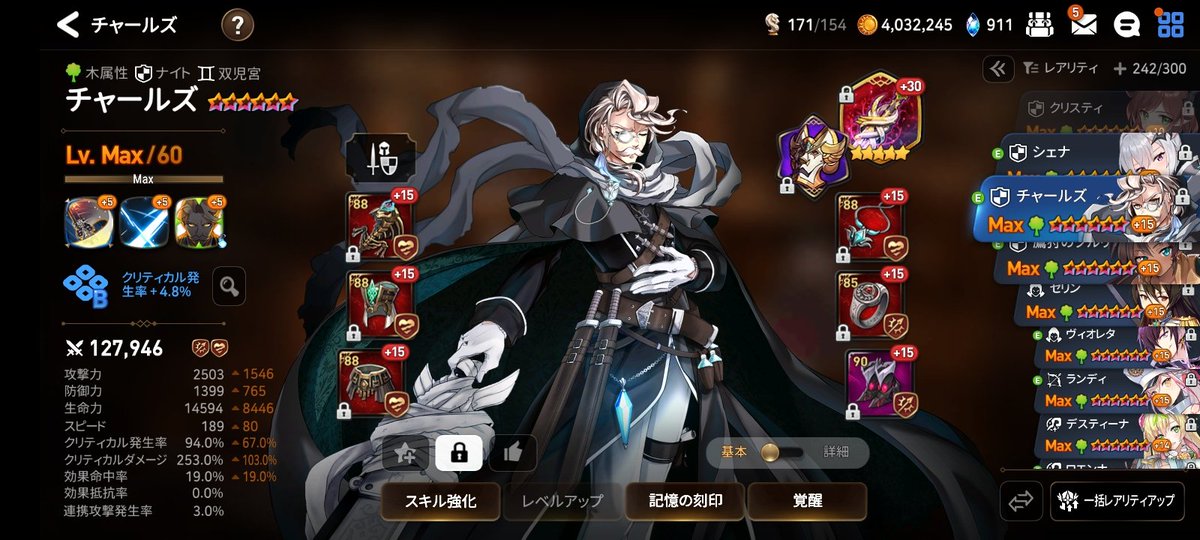 チャールズ
?
171/154
4,032,245
911
5
木属性 ナイト 双児宮
チャールズ
Lv. Max/60
Max
+5
+5
+5
B
クリティカル発
生率+4.8%
127,946
攻撃力 2503 1546
防御力 1399 765
生命力 14594 8446
スピード 189 80
クリティカル発生率 94.0% 67.0%
クリティカルダメージ 253.0% 103.0%
効果命中率 19.0% 19.0%
効果抵抗率 0.0%
連携攻撃発生率 3.0%
88 +15
88 +15
88 +15
+30
88 +15
85 +15
90 +15
基本 詳細
スキル強化
レベルアップ
記憶の刻印
覚醒
レアリティ
242/300
クリスティ
Max
E シェナ
E チャールズ
Max +15
Max +15
セリン
Max +15
E ヴィオレタ
Max +15
E ランディ
Max +15
デスティーナ
Max
一括レアリティアップ